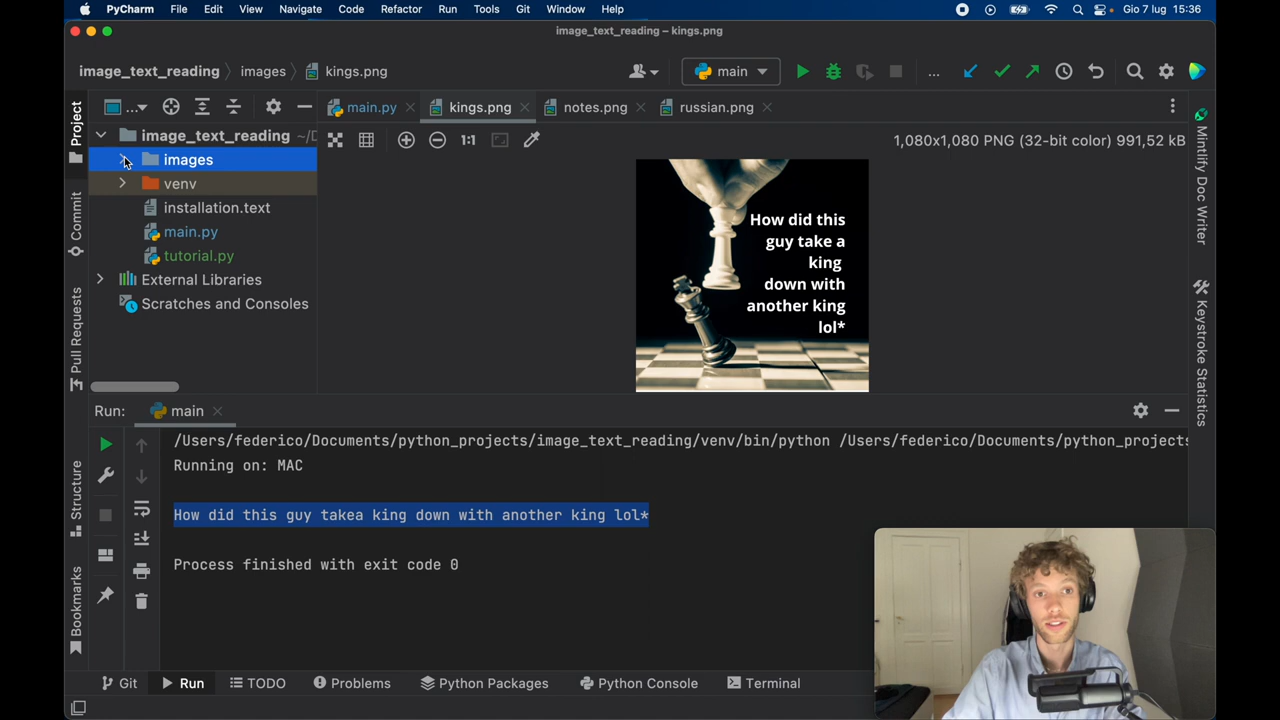 PyCharm File Edit View Navigate Code Refactor Run Tools Git Window Help Gio 7 lug 15:36
image_text_reading – kings.png
image_text_reading images kings.png main ...
Project ...
main.py kings.png notes.png russian.png
image_text_reading ~/D
1:1 1,080x1,080 PNG (32-bit color) 991,52 kB
images
venv
installation.text
main.py
tutorial.py
External Libraries
Scratches and Consoles
Commit
Pull Requests
Structure
Bookmarks
Mintlify Doc Writer
Keystroke Statistics
How did this
guy take a
king
down with
another king
lol*
Run: main
/Users/federico/Documents/python_projects/image_text_reading/venv/bin/python /Users/federico/Documents/python_projects
Running on: MAC
How did this guy takea king down with another king lol*
Process finished with exit code 0
Git Run TODO Problems Python Packages Python Console Terminal